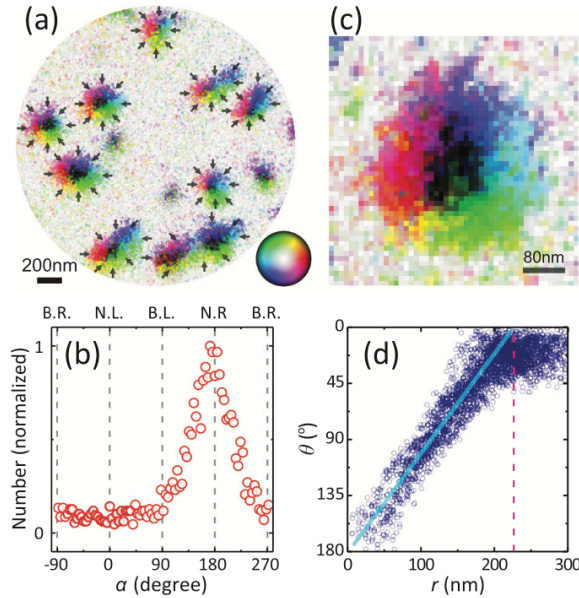 (a)
200nm
(c)
80nm
B.R. N.L. B.L. N.R B.R.
(b)
Number (normalized)
1
0
-90 0 90 180 270
α (degree)
(d)
θ (°)
0
45
90
135
180
0 100 200 300
r (nm)